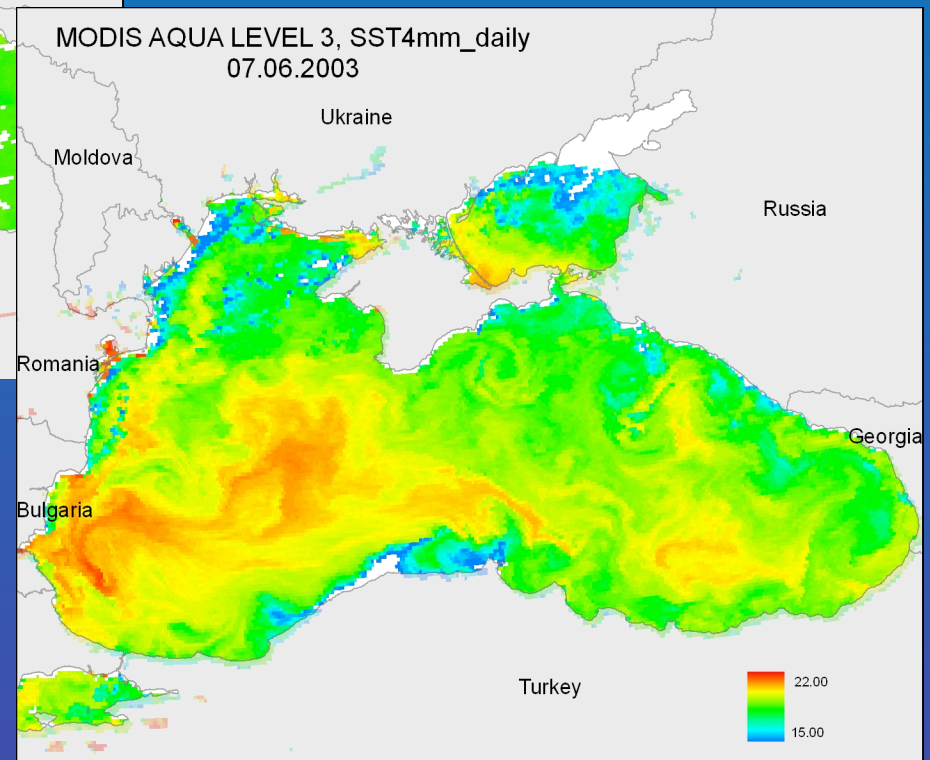 MODIS AQUA LEVEL 3, SST4mm_daily
07.06.2003
Ukraine
Moldova
Russia
Romania
Georgia
Bulgaria
Turkey
22.00
15.00